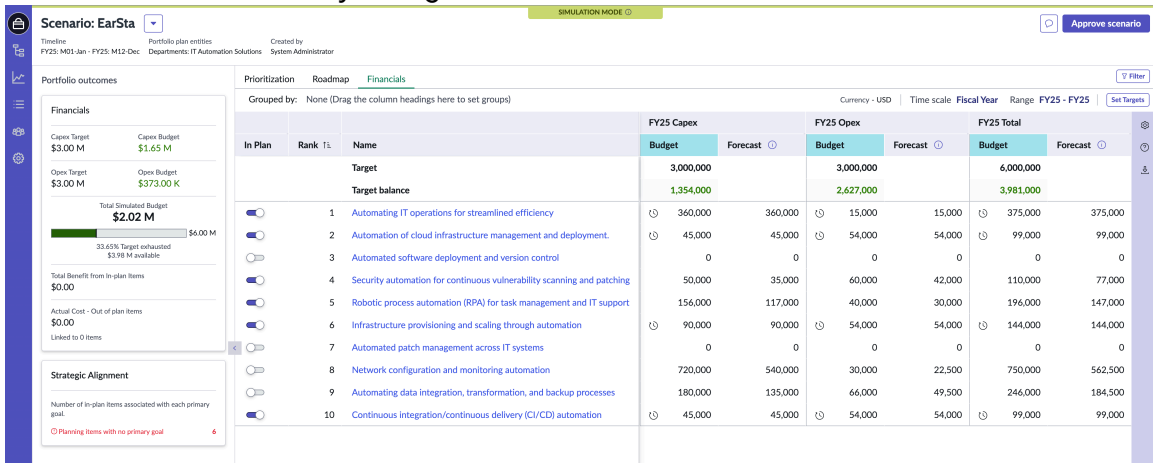 SIMULATION MODE
Scenario: EarSta
Approve scenario
Timeline Portfolio plan entities Created by
FY25: M01-Jan - FY25: M12-Dec Departments: IT Automation Solutions System Administrator
Portfolio outcomes
Financials
Capex Target Capex Budget
$3.00 M $1.65 M
Opex Target Opex Budget
$3.00 M $373.00 K
Total Simulated Budget
$2.02 M
$6.00 M
33.65% Target exhausted
$3.98 M available
Total Benefit from In-plan Items
$0.00
Actual Cost - Out of plan items
$0.00
Linked to 0 items
Strategic Alignment
Number of in-plan items associated with each primary
goal.
Planning items with no primary goal 6
Prioritization Roadmap Financials Filter
Grouped by: None (Drag the column headings here to set groups) Currency - USD Time scale Fiscal Year Range FY25 - FY25 Set Targets
FY25 Capex FY25 Opex FY25 Total
In Plan Rank Name Budget Forecast Budget Forecast Budget Forecast
Target 3,000,000 3,000,000 6,000,000
Target balance 1,354,000 2,627,000 3,981,000
1 Automating IT operations for streamlined efficiency 360,000 360,000 15,000 15,000 375,000 375,000
2 Automation of cloud infrastructure management and deployment. 45,000 45,000 54,000 54,000 99,000 99,000
3 Automated software deployment and version control 0 0 0 0 0 0
4 Security automation for continuous vulnerability scanning and patching 50,000 35,000 60,000 42,000 110,000 77,000
5 Robotic process automation (RPA) for task management and IT support 156,000 117,000 40,000 30,000 196,000 147,000
6 Infrastructure provisioning and scaling through automation 90,000 90,000 54,000 54,000 144,000 144,000
7 Automated patch management across IT systems 0 0 0 0 0 0
8 Network configuration and monitoring automation 720,000 540,000 30,000 22,500 750,000 562,500
9 Automating data integration, transformation, and backup processes 180,000 135,000 66,000 49,500 246,000 184,500
10 Continuous integration/continuous delivery (CI/CD) automation 45,000 45,000 54,000 54,000 99,000 99,000